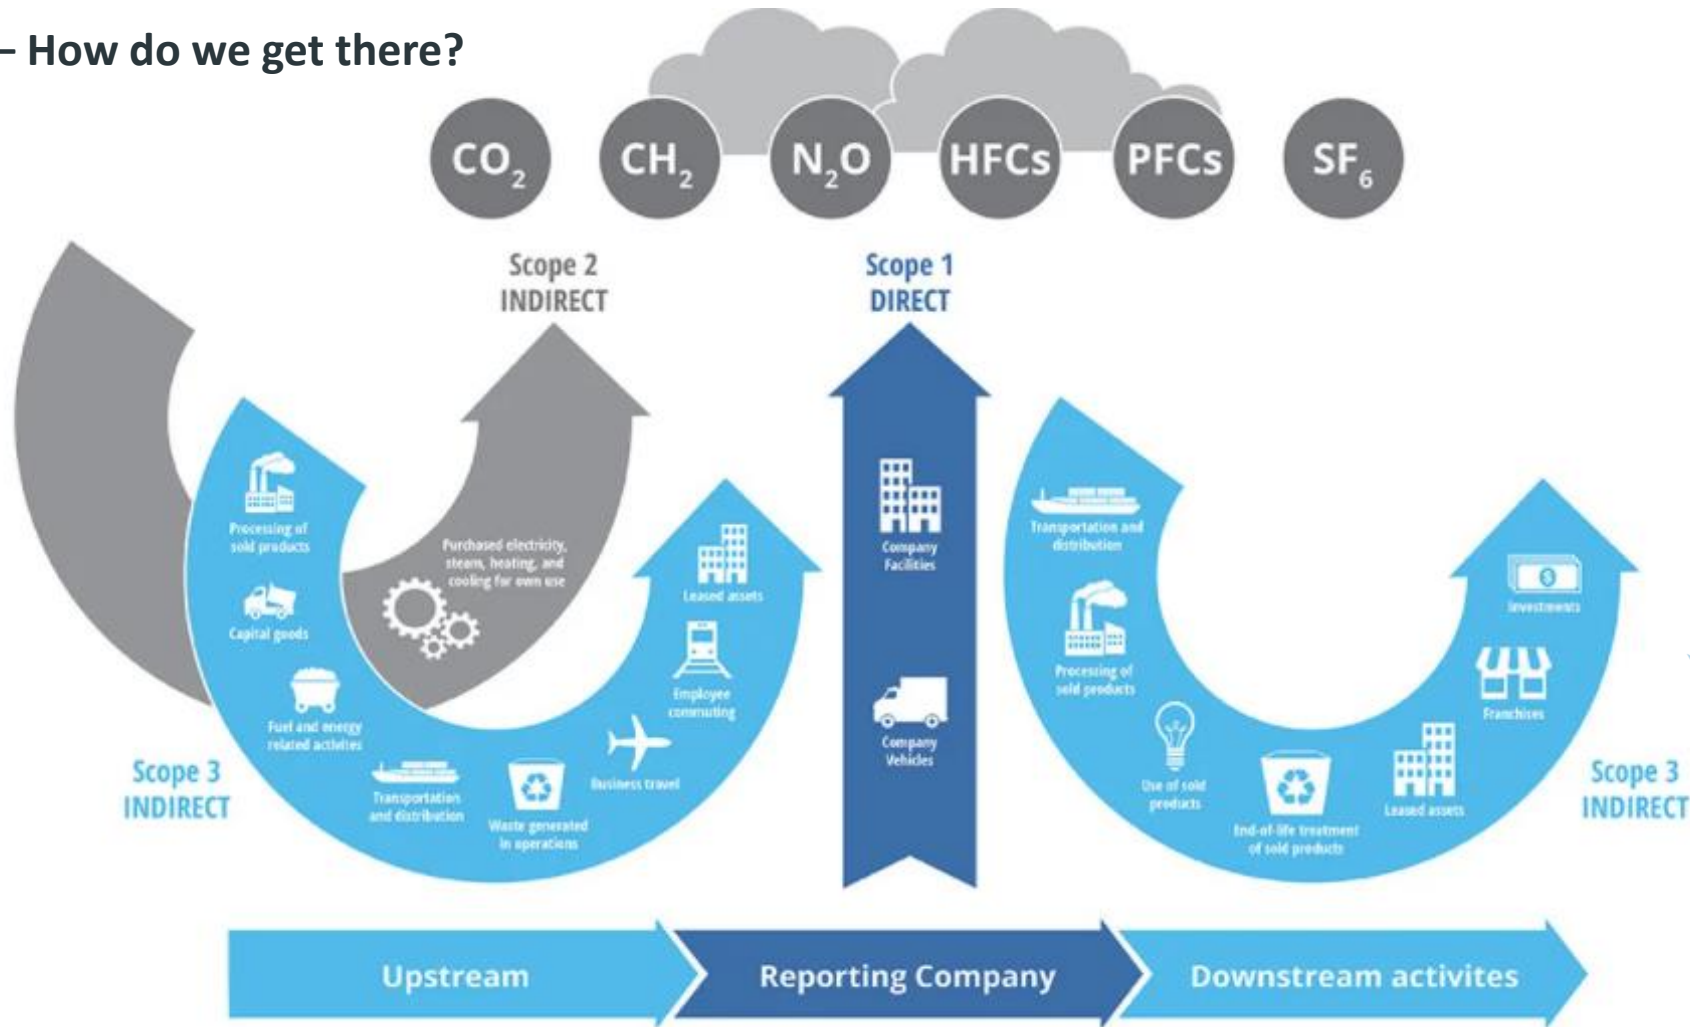 – How do we get there?
CO2
CH2
N2O
HFCs
PFCs
SF6
Scope 2
INDIRECT
Scope 1
DIRECT
Processing of
sold products
Capital goods
Fuel and energy
related activites
Transportation
and distribution
Waste generated
in operations
Business travel
Employee
commuting
Leased assets
Purchased electricity,
steam, heating, and
cooling for own use
Scope 3
INDIRECT
Company
Facilities
Company
Vehicles
Transportation and
distribution
Processing of
sold products
Use of sold
products
End-of-life treatment
of sold products
Leased assets
Franchises
Investments
$
Scope 3
INDIRECT
Upstream
Reporting Company
Downstream activites